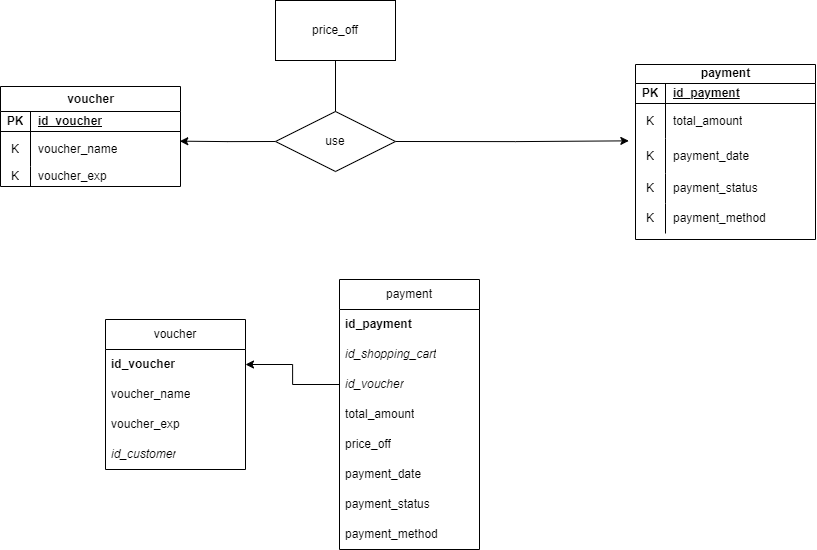 price_off
use
voucher
PK id_voucher
K voucher_name
K voucher_exp
payment
PK id_payment
K total_amount
K payment_date
K payment_status
K payment_method
voucher
id_voucher
voucher_name
voucher_exp
id_customer
payment
id_payment
id_shopping_cart
id_voucher
total_amount
price_off
payment_date
payment_status
payment_method